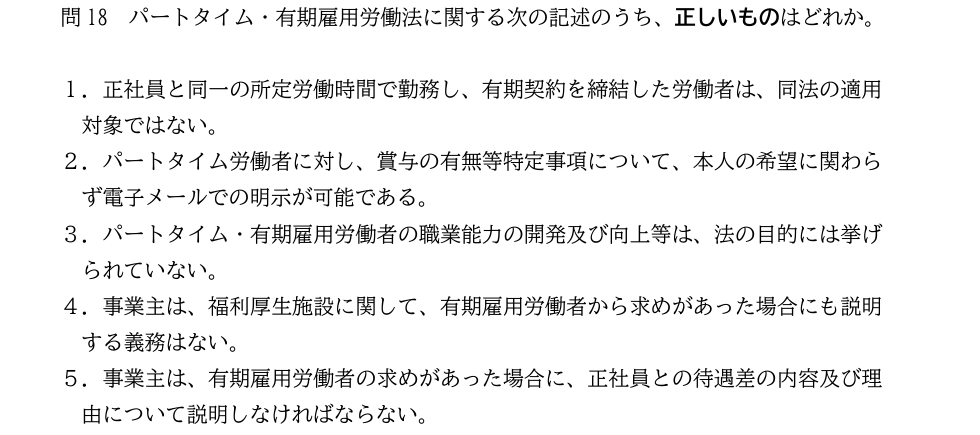 問18　パートタイム・有期雇用労働法に関する次の記述のうち、正しいものはどれか。
１．正社員と同一の所定労働時間で勤務し、有期契約を締結した労働者は、同法の適用
対象ではない。
２．パートタイム労働者に対し、賞与の有無等特定事項について、本人の希望に関わら
ず電子メールでの明示が可能である。
３．パートタイム・有期雇用労働者の職業能力の開発及び向上等は、法の目的には挙げ
られていない。
４．事業主は、福利厚生施設に関して、有期雇用労働者から求めがあった場合にも説明
する義務はない。
５．事業主は、有期雇用労働者の求めがあった場合に、正社員との待遇差の内容及び理
由について説明しなければならない。